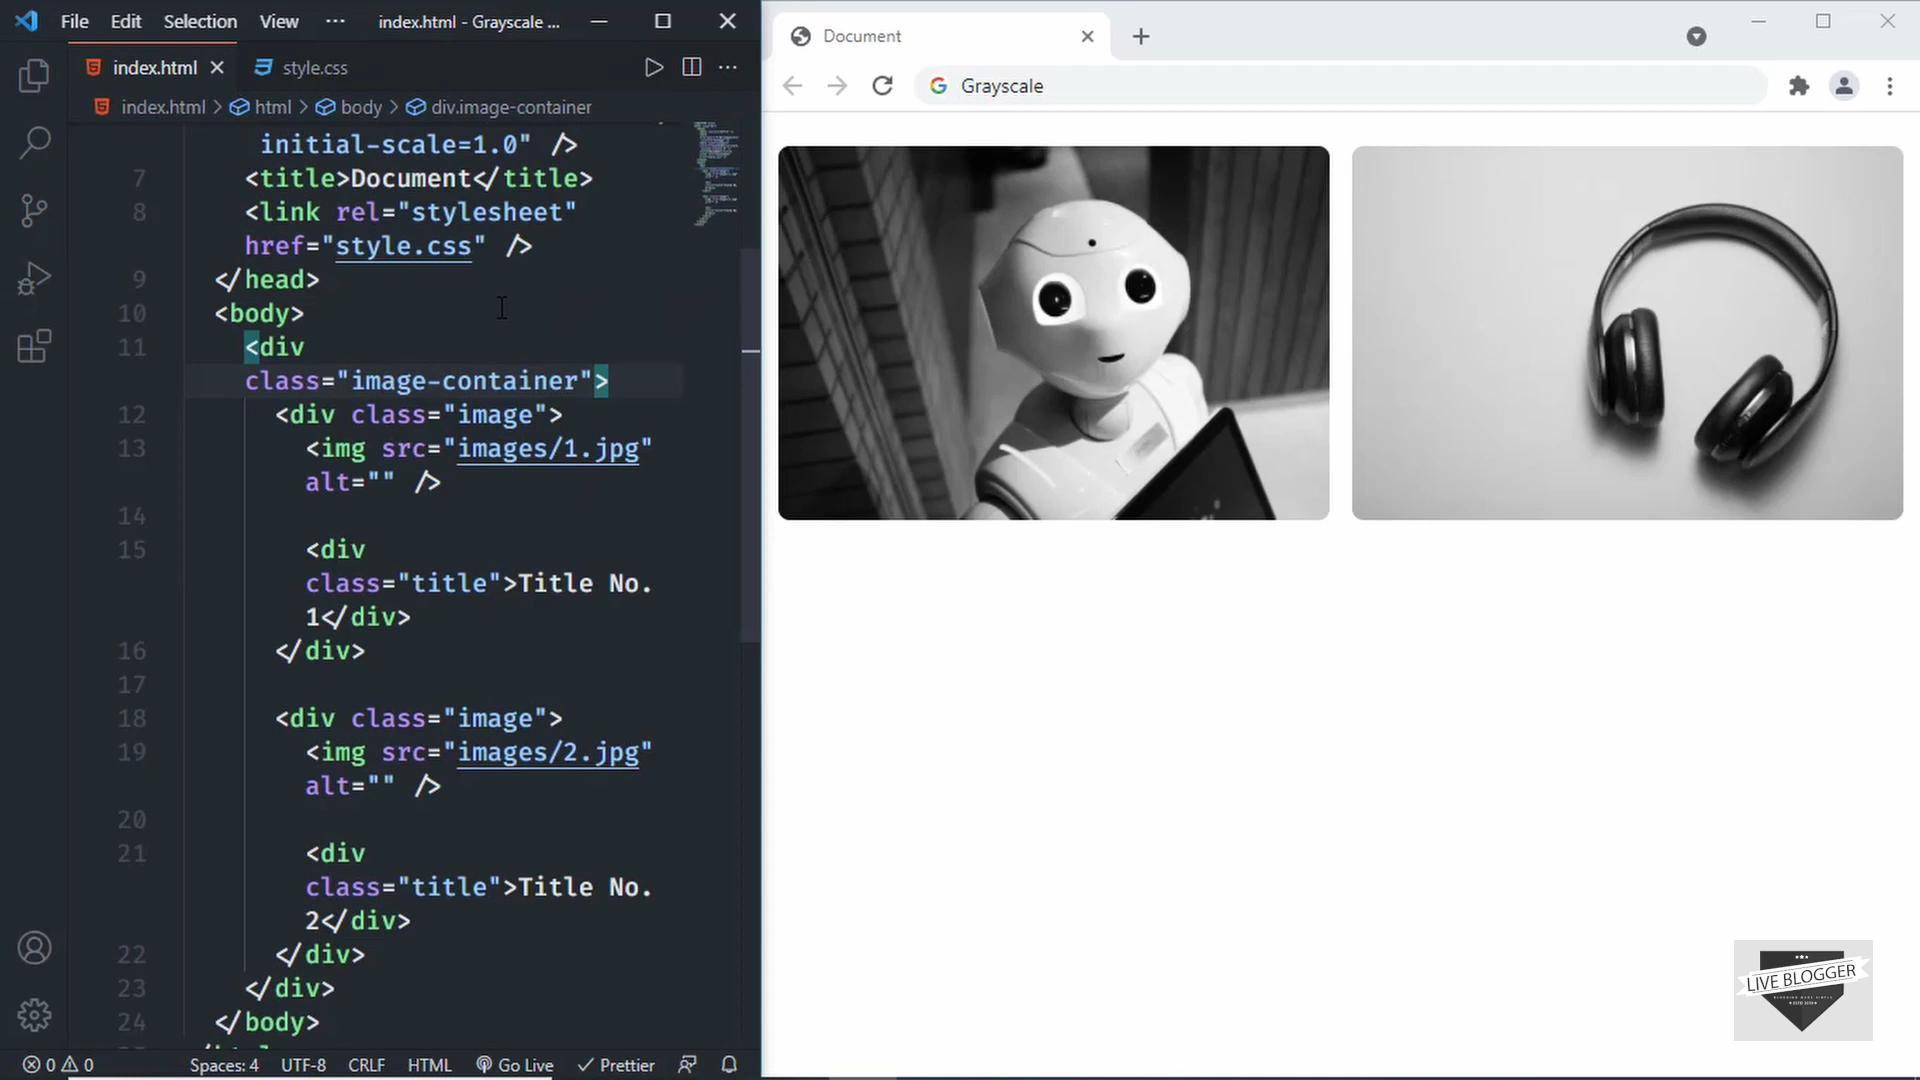 File Edit Selection View ··· index.html - Grayscale ...
index.html style.css
index.html > html > body > div.image-container
initial-scale=1.0" />
7 <title>Document</title>
8 <link rel="stylesheet"
href="style.css" />
9 </head>
10 <body>
11 <div
class="image-container">
12 <div class="image">
13 <img src="images/1.jpg"
alt="" />
14
15 <div
class="title">Title No.
1</div>
16 </div>
17
18 <div class="image">
19 <img src="images/2.jpg"
alt="" />
20
21 <div
class="title">Title No.
2</div>
22 </div>
23 </div>
24 </body>
0 0 Spaces: 4 UTF-8 CRLF HTML Go Live Prettier
Document
Grayscale
LIVE BLOGGER